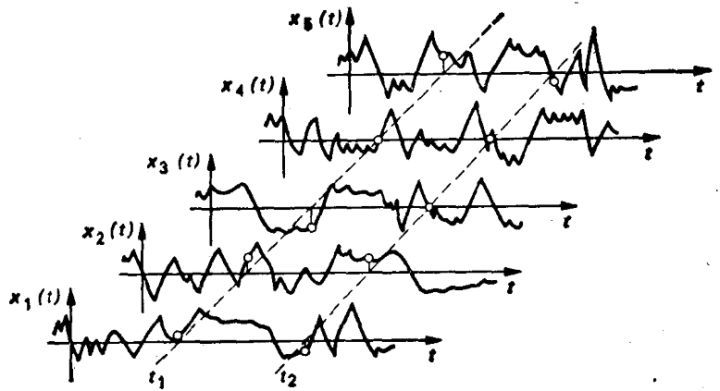 x₅(t)
t
x₄(t)
t
x₃(t)
t
x₂(t)
t
x₁(t)
t
t₁
t₂